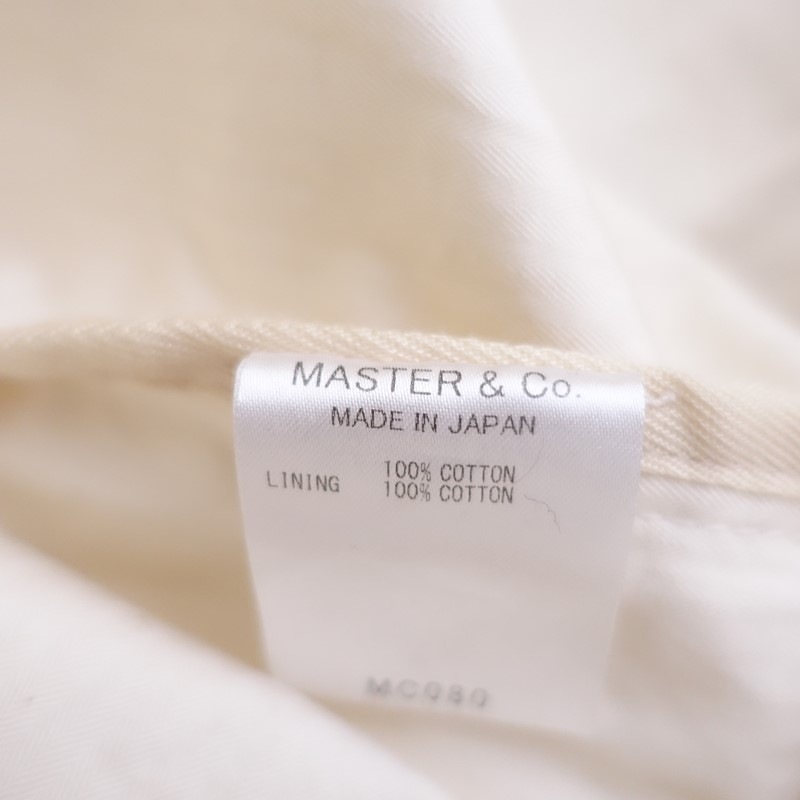 MASTER & Co.
MADE IN JAPAN
100% COTTON
LINING 100% COTTON
MC080